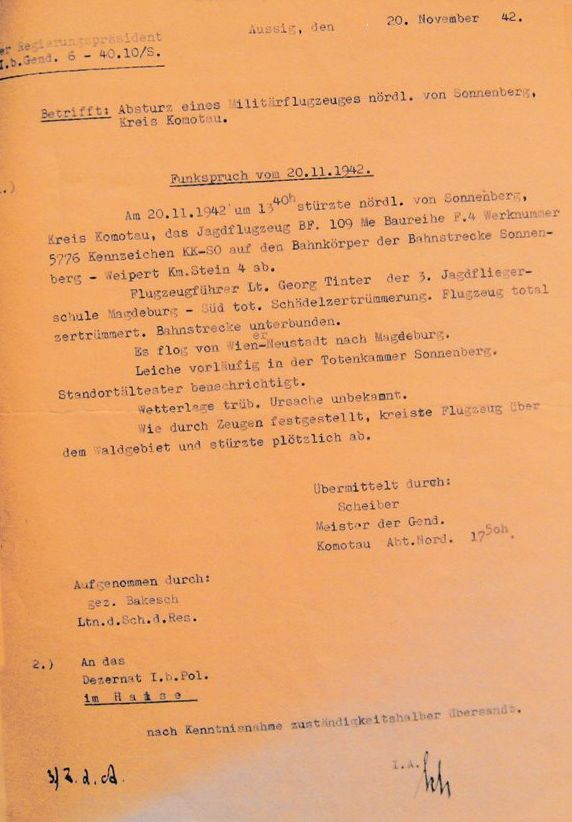 Aussig, den 20. November 42.
er Regierungspräsident
I.b.Gend. 6 - 40.10/S.
Betrifft: Absturz eines Militärflugzeuges nördl. von Sonnenberg,
Kreis Komotau.
.)
Funkspruch vom 20.11.1942.
Am 20.11.1942 um 13 40h stürzte nördl. von Sonnenberg,
Kreis Komotau, das Jagdflugzeug BF. 109 Me Baureihe F.4 Werknummer
5776 Kennzeichen KK-SO auf den Bahnkörper der Bahnstrecke Sonnen-
berg - Weipert Km.Stein 4 ab.
Flugzeugführer Lt. Georg Tinter der 3. Jagdflieger-
schule Magdeburg - Süd tot. Schädelzertrümmerung. Flugzeug total
zertrümmert. Bahnstrecke unterbunden.
Es flog von Wiener-Neustadt nach Magdeburg.
Leiche vorläufig in der Totenkammer Sonnenberg.
Standortältester benachrichtigt.
Wetterlage trüb. Ursache unbekannt.
Wie durch Zeugen festgestellt, kreiste Flugzeug über
dem Waldgebiet und stürzte plötzlich ab.
Übermittelt durch:
Scheiber
Meister der Gend.
Komotau Abt.Nord. 17 50h.
Aufgenommen durch:
gez. Bakesch
Ltn.d.Sch.d.Res.
2.) An das
Dezernat I.b.Pol.
im Hause
nach Kenntnisnahme zuständigkeitshalber übersandt.
I.A.
3/ Z. d. A.